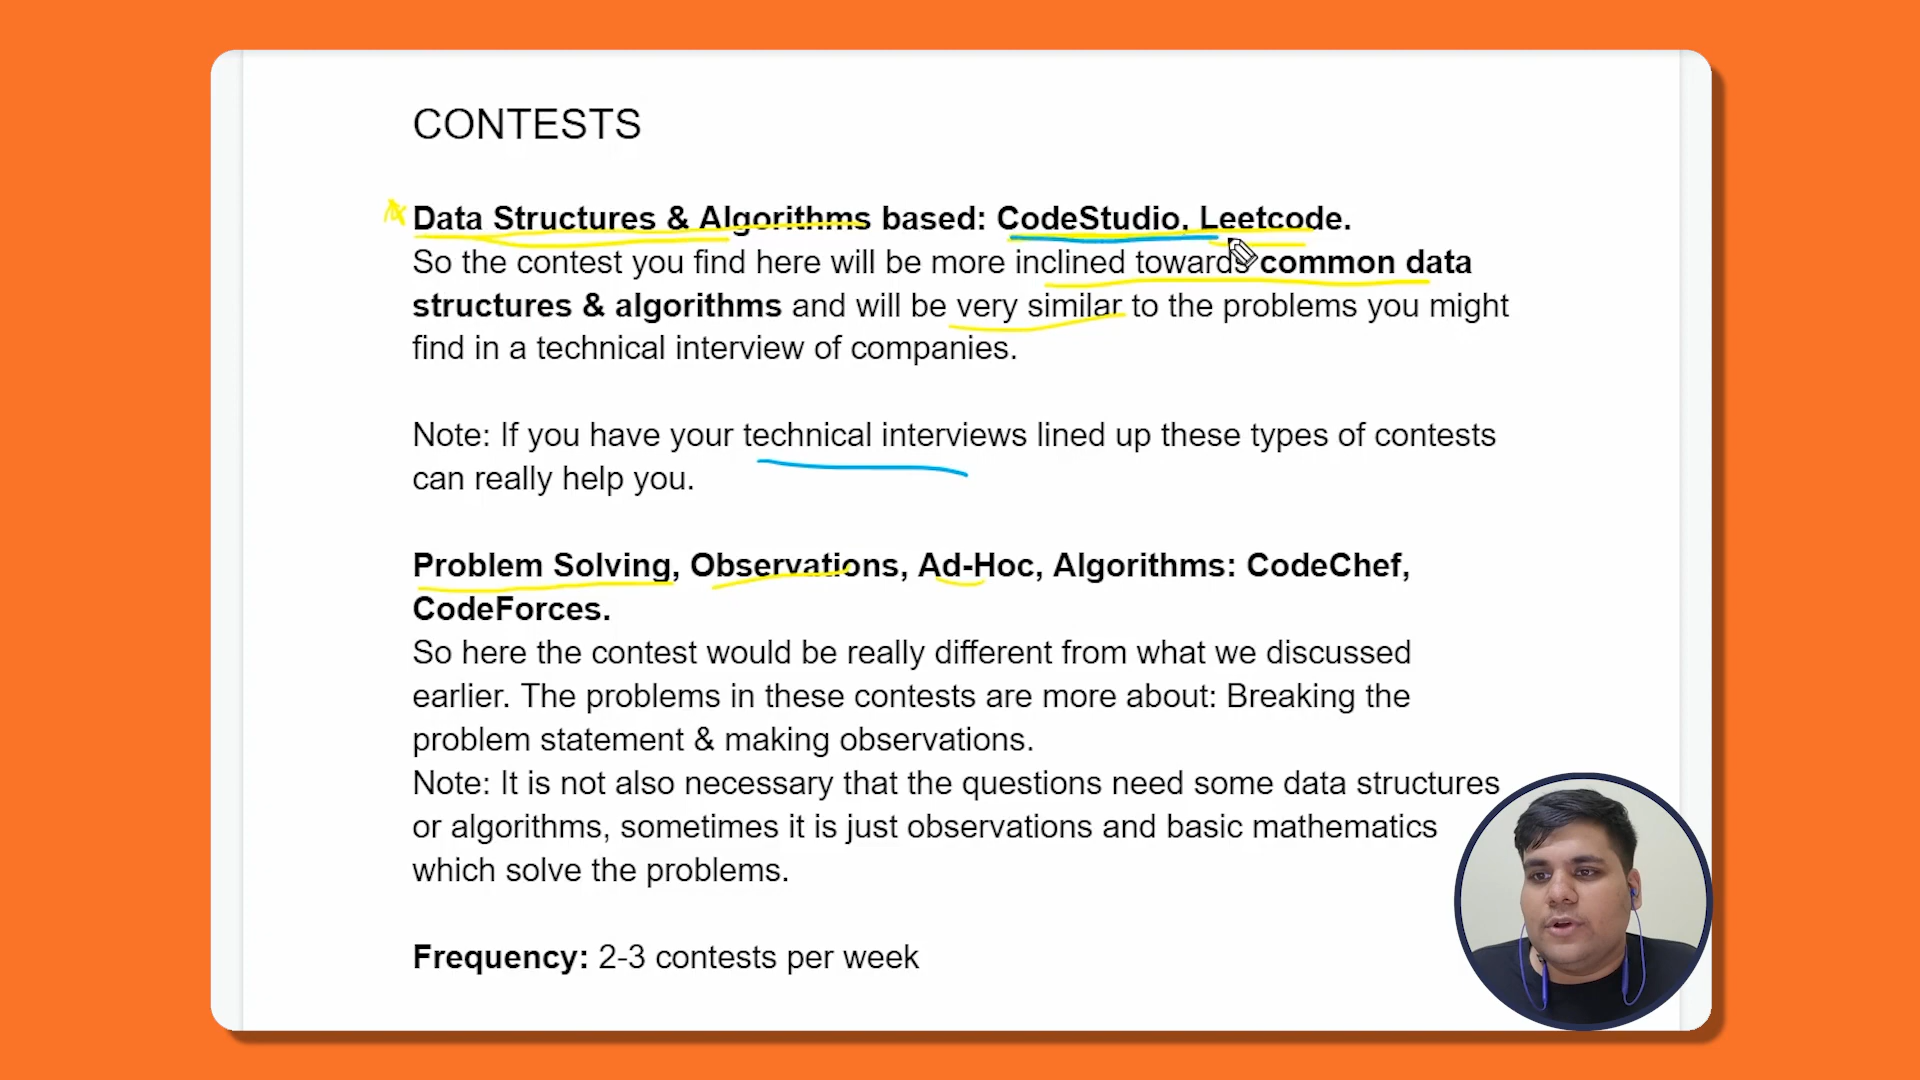 CONTESTS
Data Structures & Algorithms based: CodeStudio, Leetcode.
So the contest you find here will be more inclined towards common data
structures & algorithms and will be very similar to the problems you might
find in a technical interview of companies.
Note: If you have your technical interviews lined up these types of contests
can really help you.
Problem Solving, Observations, Ad-Hoc, Algorithms: CodeChef,
CodeForces.
So here the contest would be really different from what we discussed
earlier. The problems in these contests are more about: Breaking the
problem statement & making observations.
Note: It is not also necessary that the questions need some data structures
or algorithms, sometimes it is just observations and basic mathematics
which solve the problems.
Frequency: 2-3 contests per week